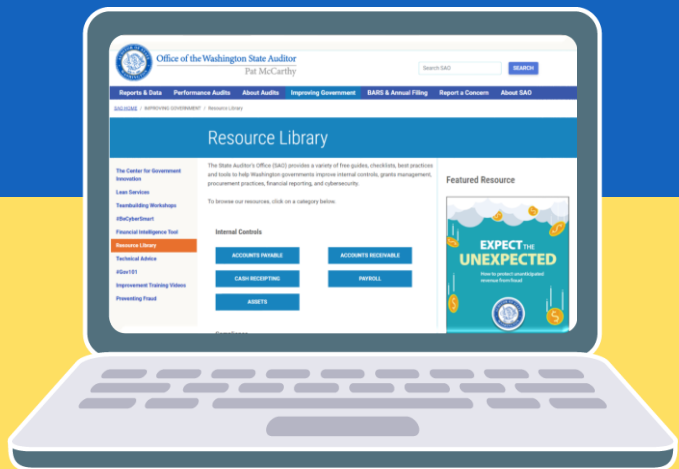 Office of the Washington State Auditor
Pat McCarthy
Search SAO
SEARCH
Reports & Data Performance Audits About Audits Improving Government BARS & Annual Filing Report a Concern About SAO
SAO HOME / IMPROVING GOVERNMENT / Resource Library
Resource Library
The Center for Government
Innovation
Lean Services
Teambuilding Workshops
#BeCyberSmart
Financial Intelligence Tool
Resource Library
Technical Advice
#Gov101
Improvement Training Videos
Preventing Fraud
The State Auditor's Office (SAO) provides a variety of free guides, checklists, best practices
and tools to help Washington governments improve internal controls, grants management,
procurement practices, financial reporting, and cybersecurity.
To browse our resources, click on a category below.
Internal Controls
ACCOUNTS PAYABLE
ACCOUNTS RECEIVABLE
CASH RECEIPTING
PAYROLL
ASSETS
Featured Resource
EXPECT THE
UNEXPECTED
How to protect unanticipated
revenue from fraud